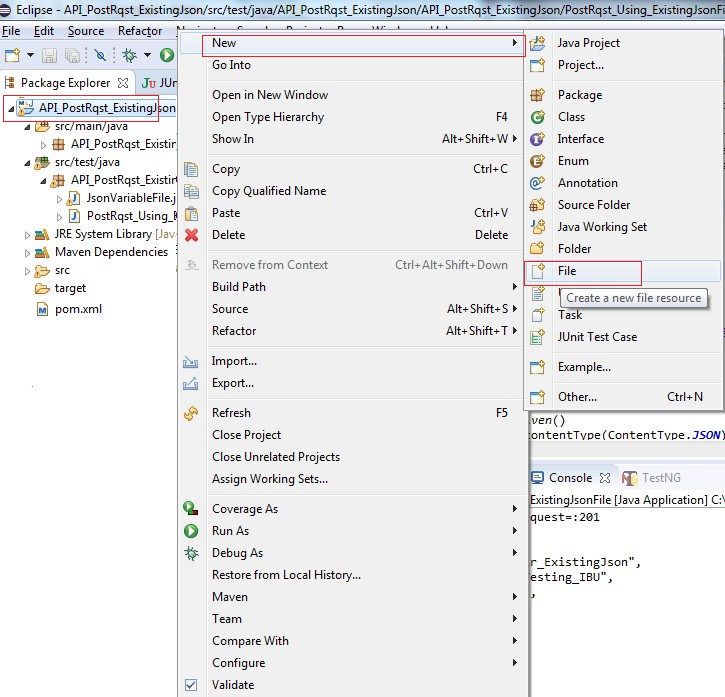 Eclipse - API_PostRqst_ExistingJson/src/test/java/API_PostRqst_ExistingJson/API_PostRqst_ExistingJson/PostRqst_Using_ExistingJsonFi
File Edit Source Refactor
Package Explorer JU
API_PostRqst_ExistingJson
src/main/java
API_PostRqst_Existin
src/test/java
API_PostRqst_Existin
JsonVariableFile.j
PostRqst_Using_
JRE System Library [Jav
Maven Dependencies
src
target
pom.xml
New
Go Into
Open in New Window
Open Type Hierarchy F4
Show In Alt+Shift+W
Copy Ctrl+C
Copy Qualified Name
Paste Ctrl+V
Delete Delete
Remove from Context Ctrl+Alt+Shift+Down
Build Path
Source Alt+Shift+S
Refactor Alt+Shift+T
Import...
Export...
Refresh F5
Close Project
Close Unrelated Projects
Assign Working Sets...
Coverage As
Run As
Debug As
Restore from Local History...
Maven
Team
Compare With
Configure
Validate
Java Project
Project...
Package
Class
Interface
Enum
Annotation
Source Folder
Java Working Set
Folder
File
Create a new file resource
Task
JUnit Test Case
Example...
Other... Ctrl+N
ven()
contentType(ContentType.JSON)
Console TestNG
ExistingJsonFile [Java Application] C:\
quest=:201
r_ExistingJson",
esting_IBU",
,